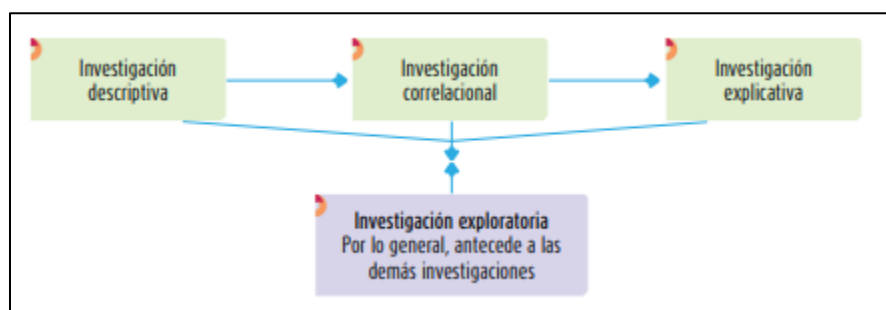 Investigación
descriptiva
Investigación
correlacional
Investigación
explicativa
Investigación exploratoria
Por lo general, antecede a las
demás investigaciones